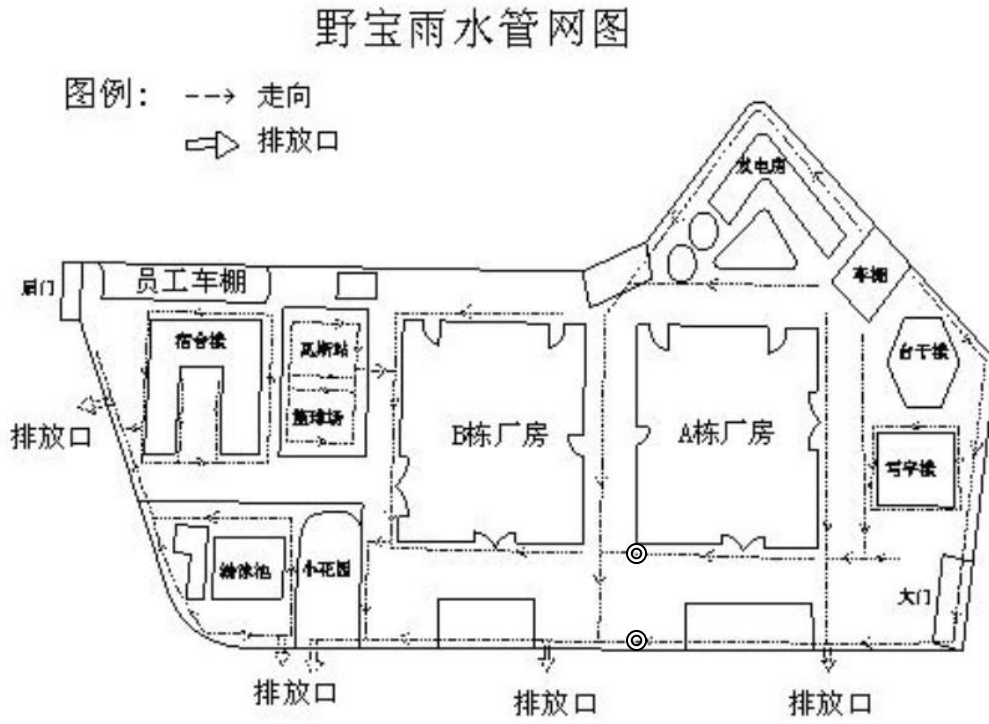 野宝雨水管网图
图例：
走向
排放口
发电房
后门
员工车棚
车棚
宿舍楼
瓦斯站
台干楼
篮球场
B栋厂房
A栋厂房
排放口
写字楼
游泳池
小花园
大门
排放口
排放口
排放口